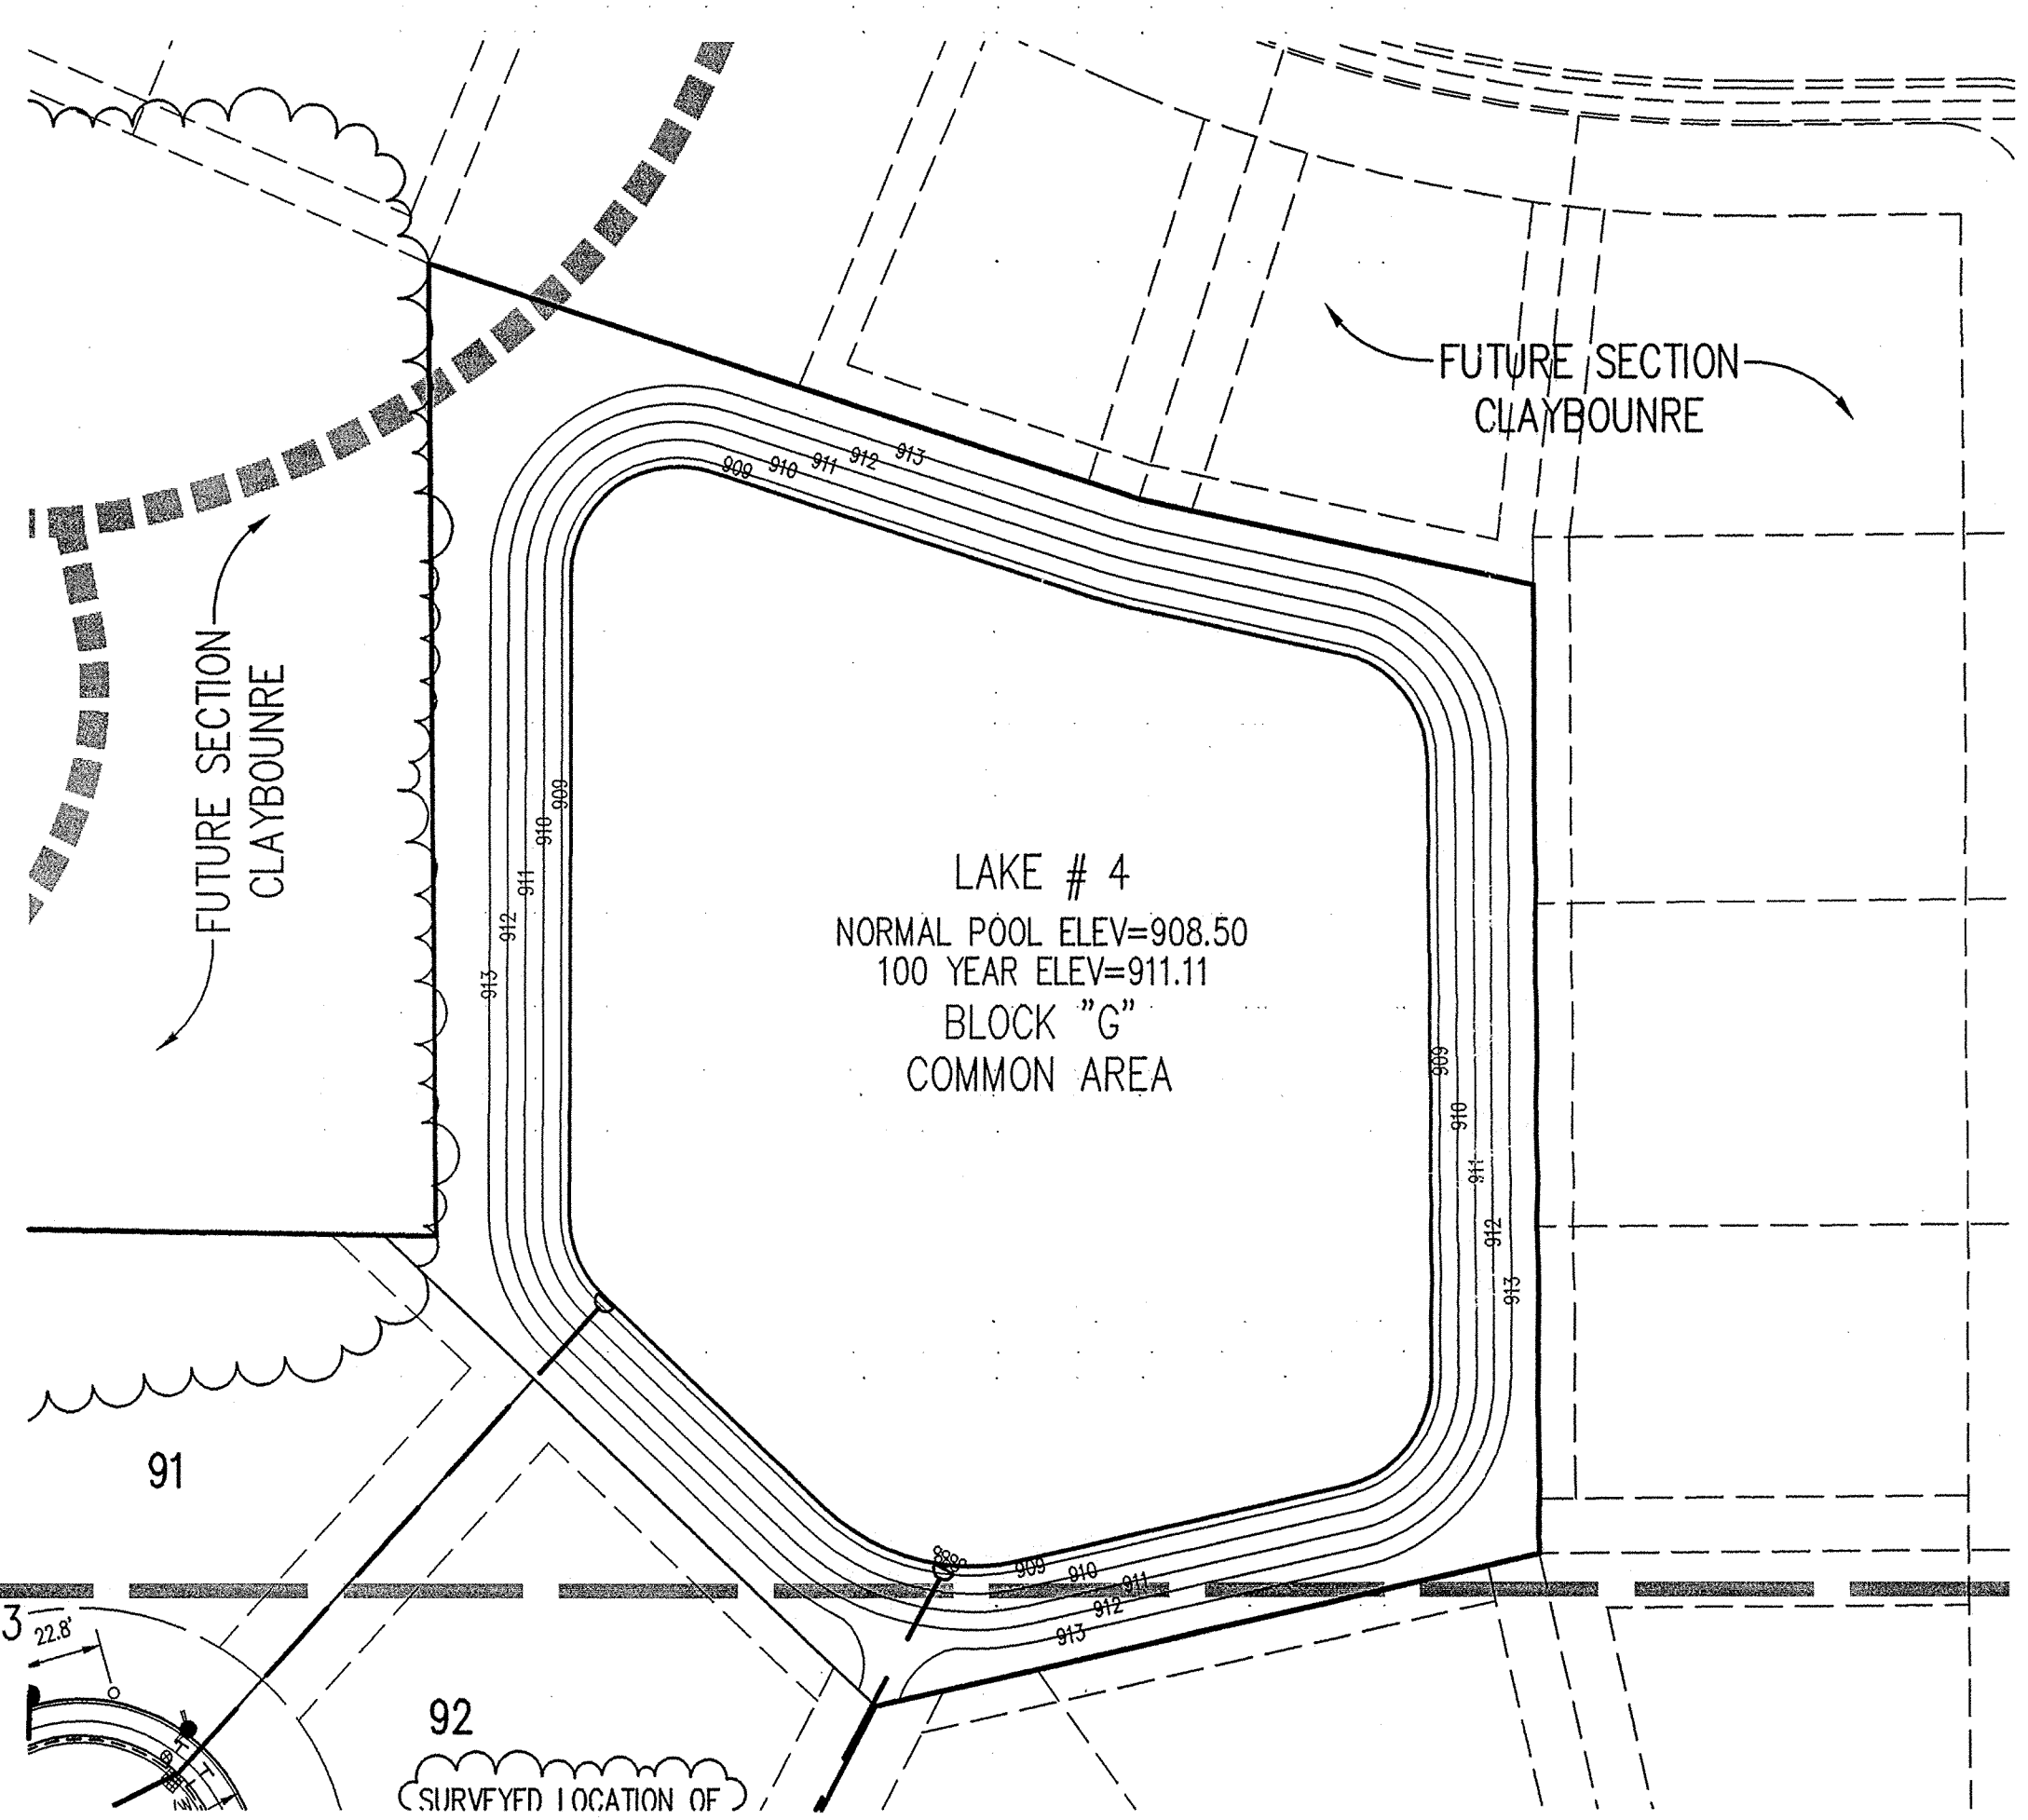 909 910 911 912 913
FUTURE SECTION
CLAYBOUNRE
FUTURE SECTION
CLAYBOUNRE
909
910
911
912
913
LAKE # 4
NORMAL POOL ELEV=908.50
100 YEAR ELEV=911.11
BLOCK "G"
COMMON AREA
909
910
911
912
913
91
909
910
911
912
913
3
22.8'
92
SURVEYED LOCATION OF